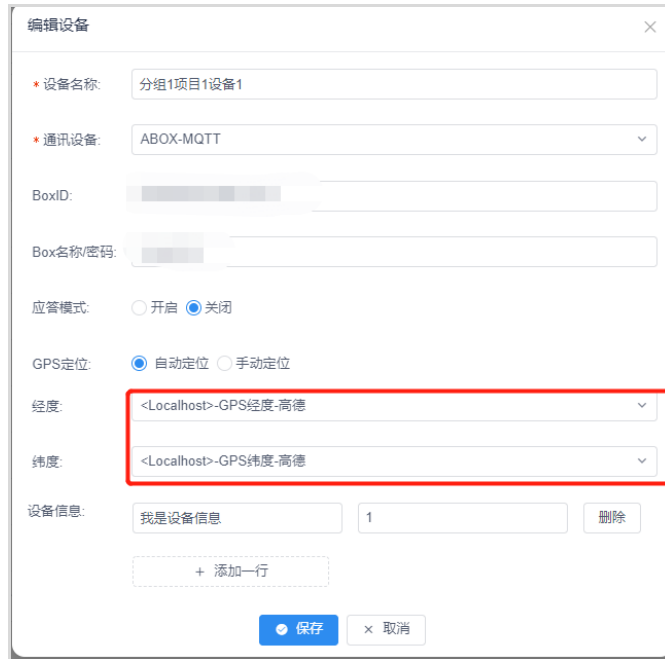 编辑设备
* 设备名称: 分组1项目1设备1
* 通讯设备: ABOX-MQTT
BoxID:
Box名称/密码:
应答模式: 开启 关闭
GPS定位: 自动定位 手动定位
经度: <Localhost>-GPS经度-高德
纬度: <Localhost>-GPS纬度-高德
设备信息: 我是设备信息 1 删除
+ 添加一行
保存 × 取消